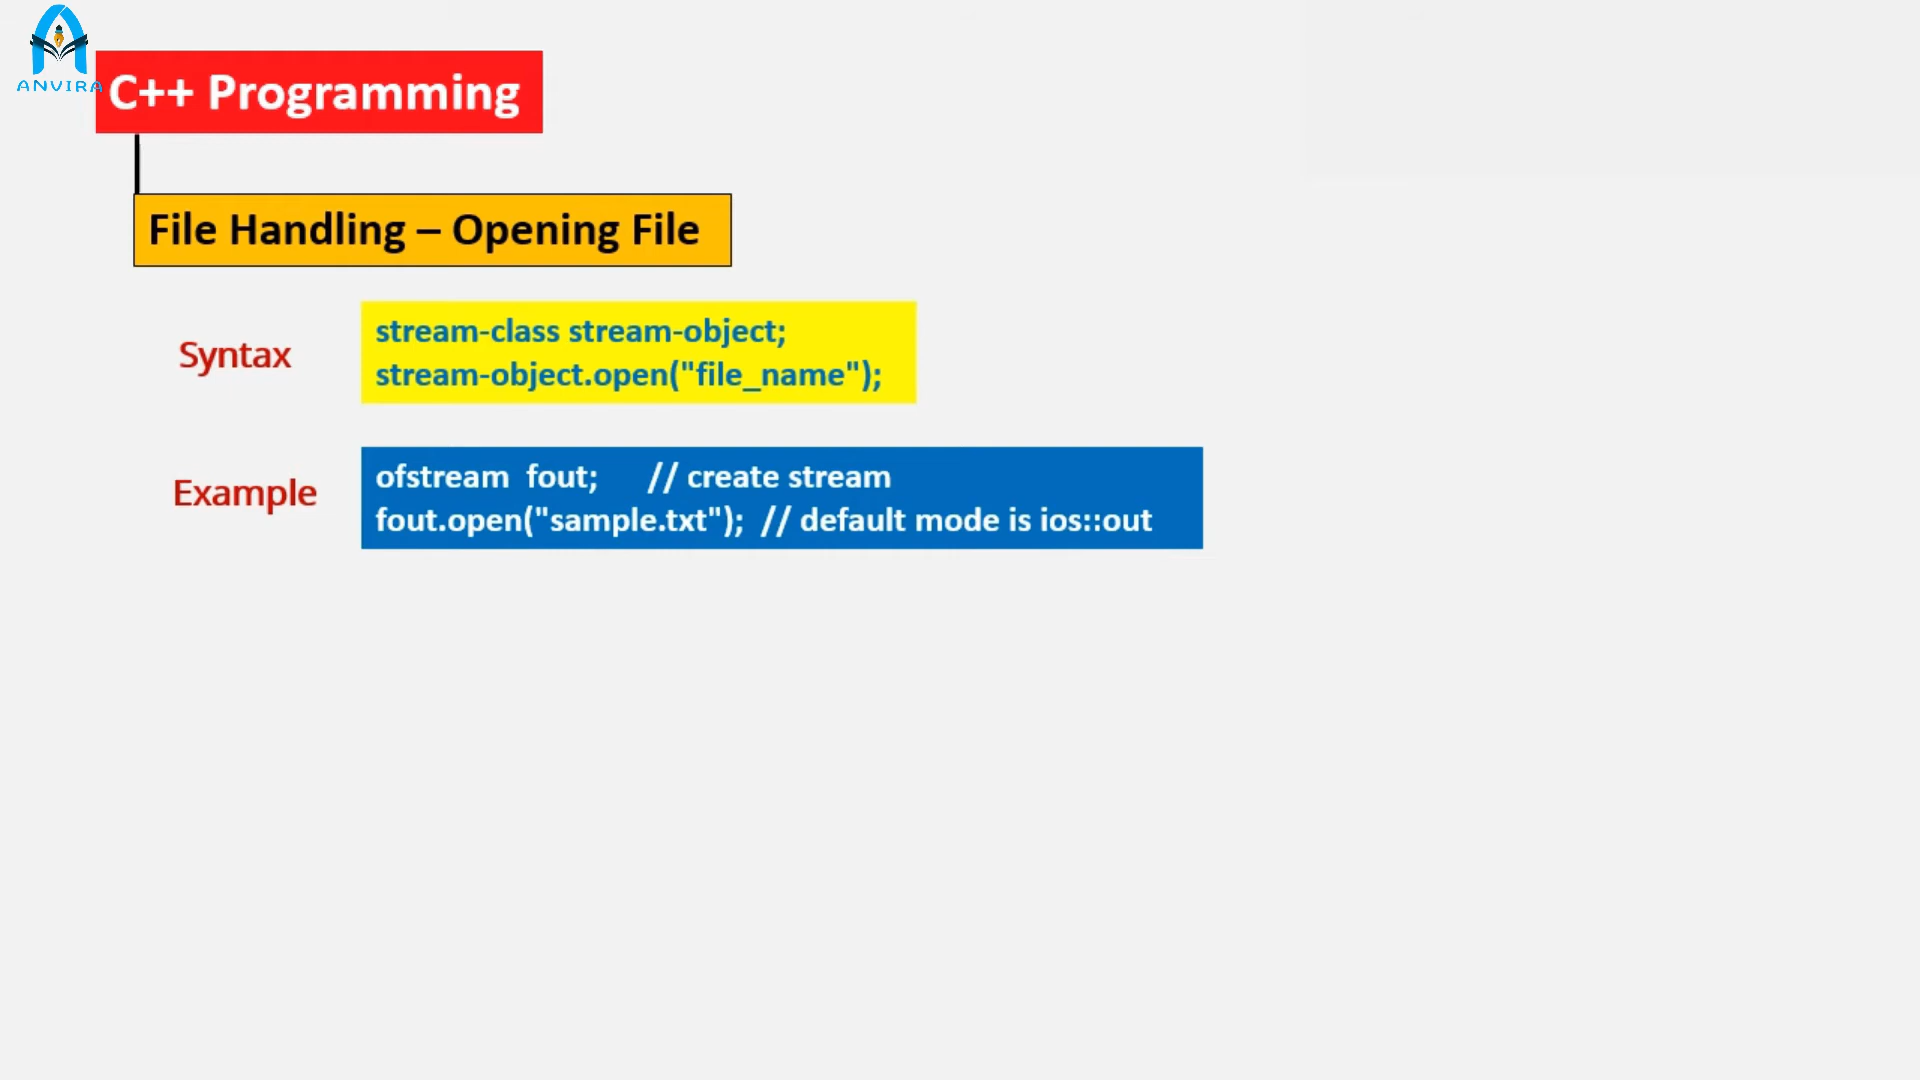 ANVIRA
C++ Programming
File Handling – Opening File
Syntax
stream-class stream-object;
stream-object.open("file_name");
Example
ofstream  fout;      // create stream
fout.open("sample.txt");  // default mode is ios::out